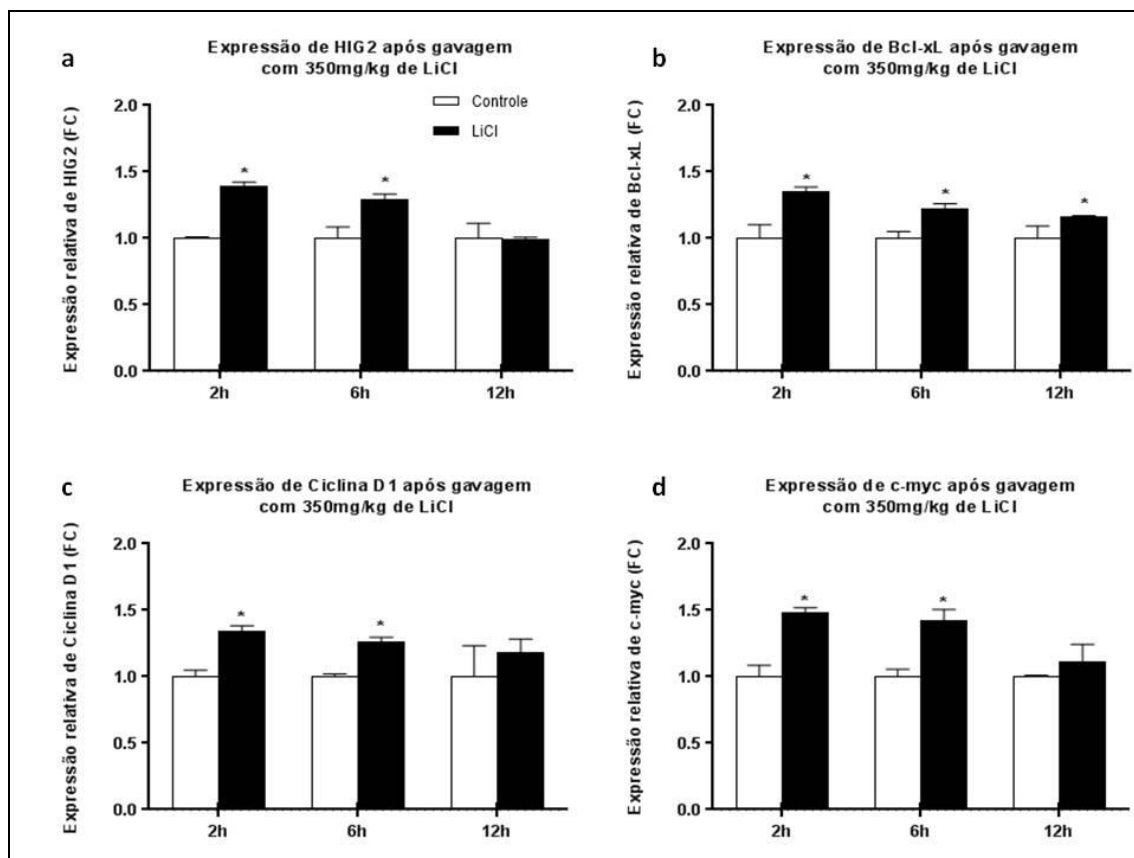 a
Expressão de HIG2 após gavagem
com 350mg/kg de LiCl
Controle
LiCl
Expressão relativa de HIG2 (FC)
2.0
1.5
1.0
0.5
0.0
*
*
2h
6h
12h
b
Expressão de Bcl-xL após gavagem
com 350mg/kg de LiCl
Expressão relativa de Bcl-xL (FC)
2.0
1.5
1.0
0.5
0.0
*
*
*
2h
6h
12h
c
Expressão de Ciclina D1 após gavagem
com 350mg/kg de LiCl
Expressão relativa de Ciclina D1 (FC)
2.0
1.5
1.0
0.5
0.0
*
*
2h
6h
12h
d
Expressão de c-myc após gavagem
com 350mg/kg de LiCl
Expressão relativa de c-myc (FC)
2.0
1.5
1.0
0.5
0.0
*
*
2h
6h
12h